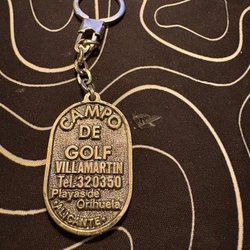 CAMPO
DE
GOLF
VILLAMARTIN
Tel.320350
Playas de
Orihuela
ALICANTE